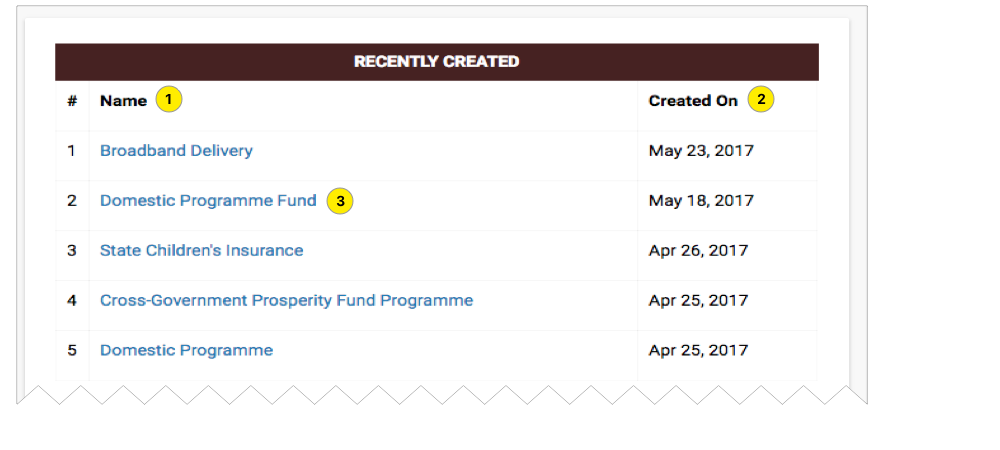 RECENTLY CREATED
# Name 1 Created On 2
1 Broadband Delivery May 23, 2017
2 Domestic Programme Fund 3 May 18, 2017
3 State Children's Insurance Apr 26, 2017
4 Cross-Government Prosperity Fund Programme Apr 25, 2017
5 Domestic Programme Apr 25, 2017